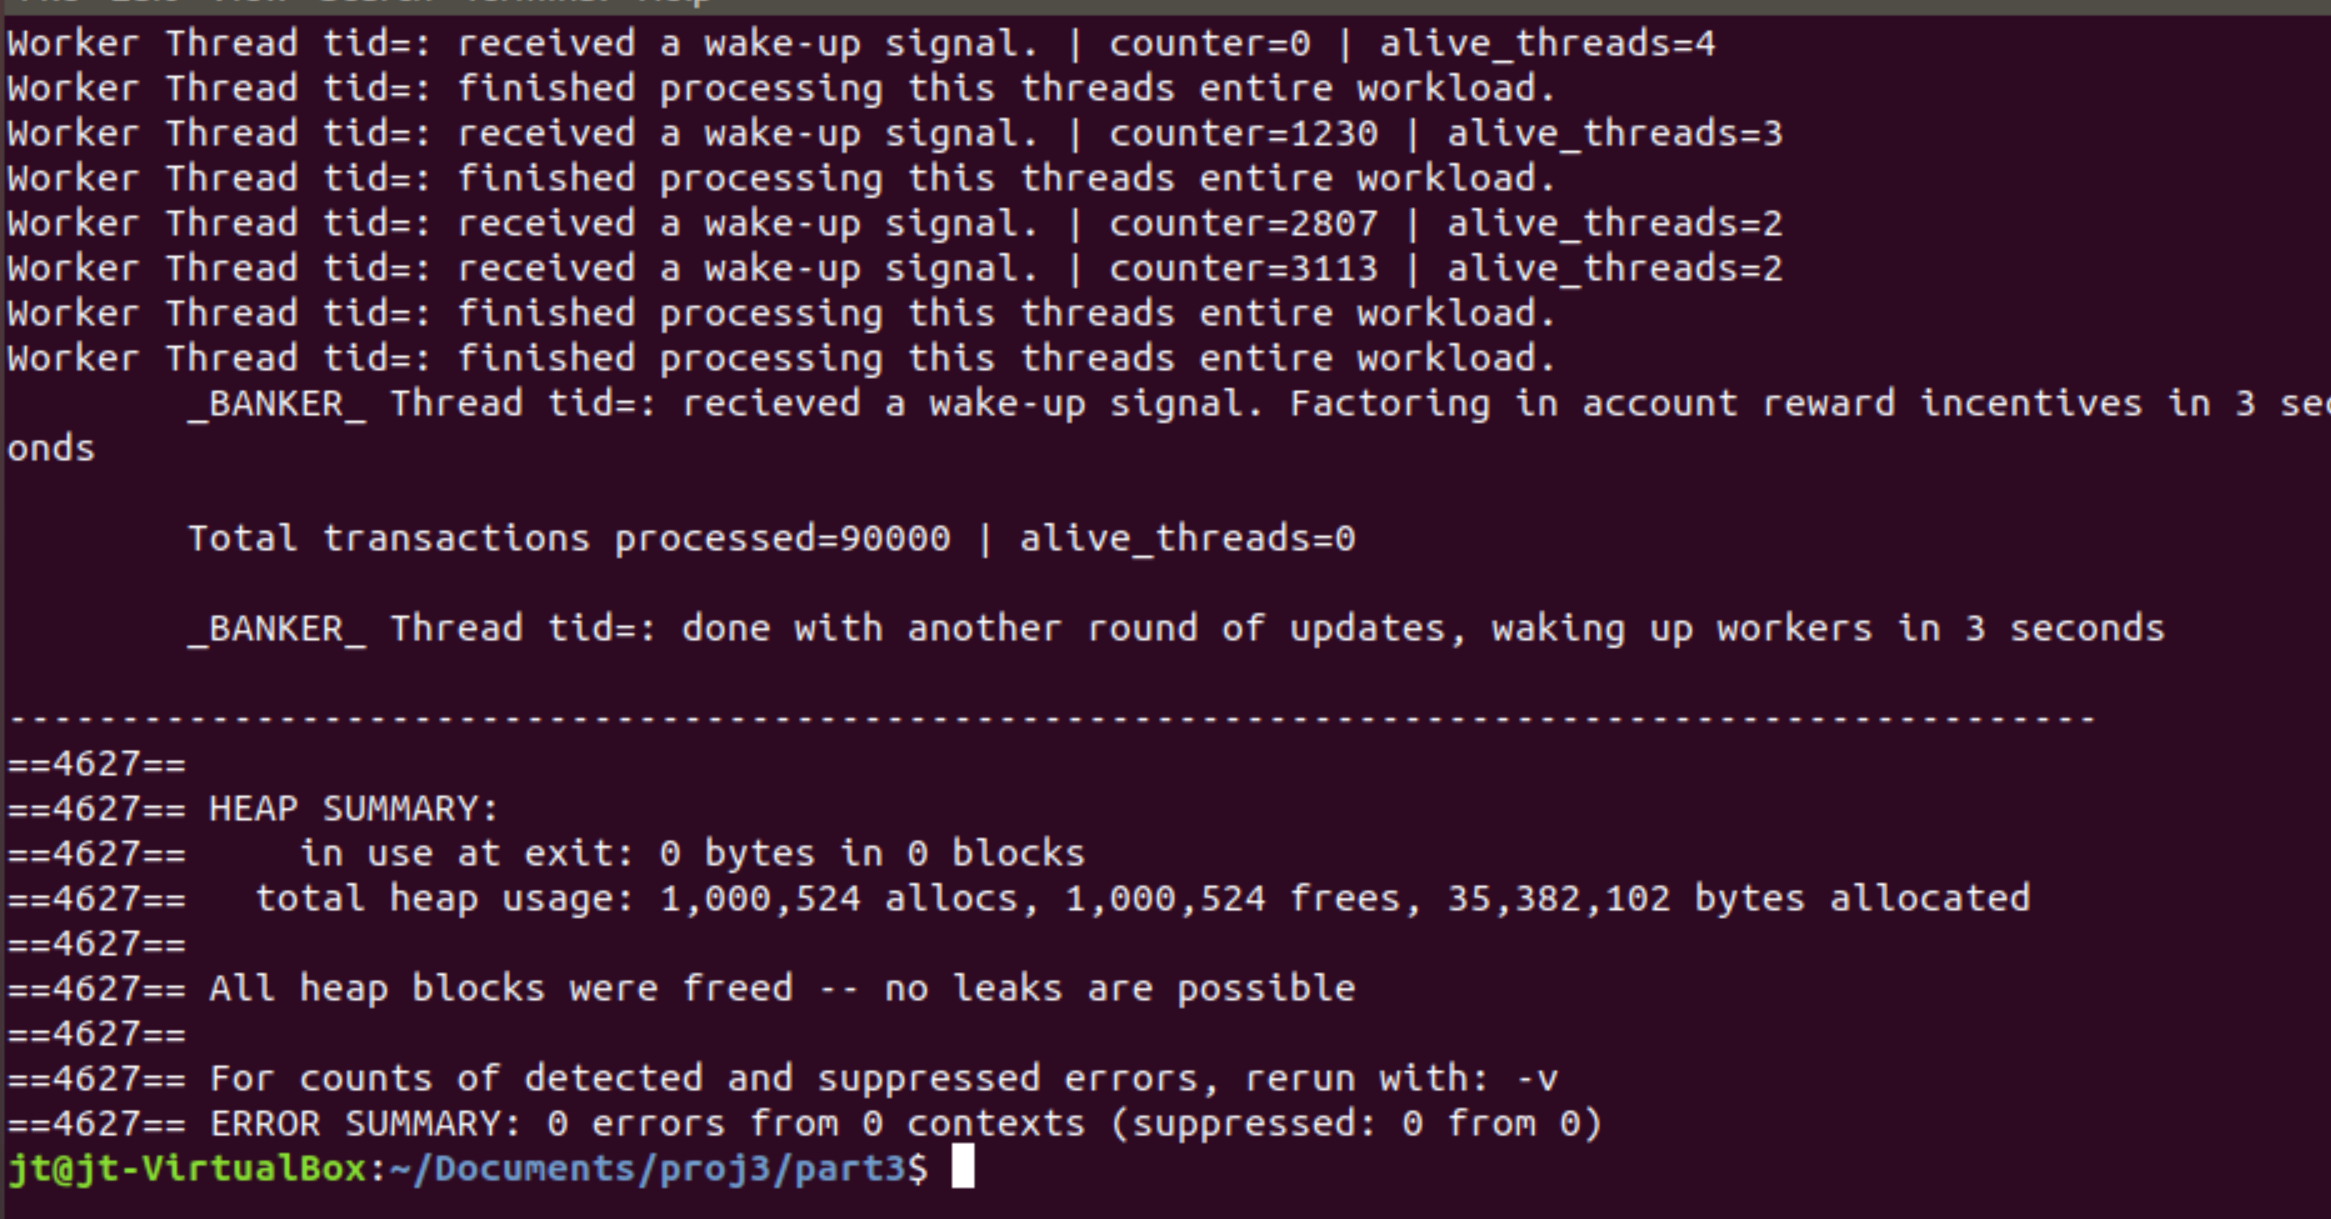 Worker Thread tid=: received a wake-up signal. | counter=0 | alive_threads=4
Worker Thread tid=: finished processing this threads entire workload.
Worker Thread tid=: received a wake-up signal. | counter=1230 | alive_threads=3
Worker Thread tid=: finished processing this threads entire workload.
Worker Thread tid=: received a wake-up signal. | counter=2807 | alive_threads=2
Worker Thread tid=: received a wake-up signal. | counter=3113 | alive_threads=2
Worker Thread tid=: finished processing this threads entire workload.
Worker Thread tid=: finished processing this threads entire workload.
_BANKER_ Thread tid=: recieved a wake-up signal. Factoring in account reward incentives in 3 sec
onds
Total transactions processed=90000 | alive_threads=0
_BANKER_ Thread tid=: done with another round of updates, waking up workers in 3 seconds
---------------------------------------------------------------------------------------------
==4627==
==4627== HEAP SUMMARY:
==4627==     in use at exit: 0 bytes in 0 blocks
==4627==   total heap usage: 1,000,524 allocs, 1,000,524 frees, 35,382,102 bytes allocated
==4627==
==4627== All heap blocks were freed -- no leaks are possible
==4627==
==4627== For counts of detected and suppressed errors, rerun with: -v
==4627== ERROR SUMMARY: 0 errors from 0 contexts (suppressed: 0 from 0)
jt@jt-VirtualBox:~/Documents/proj3/part3$